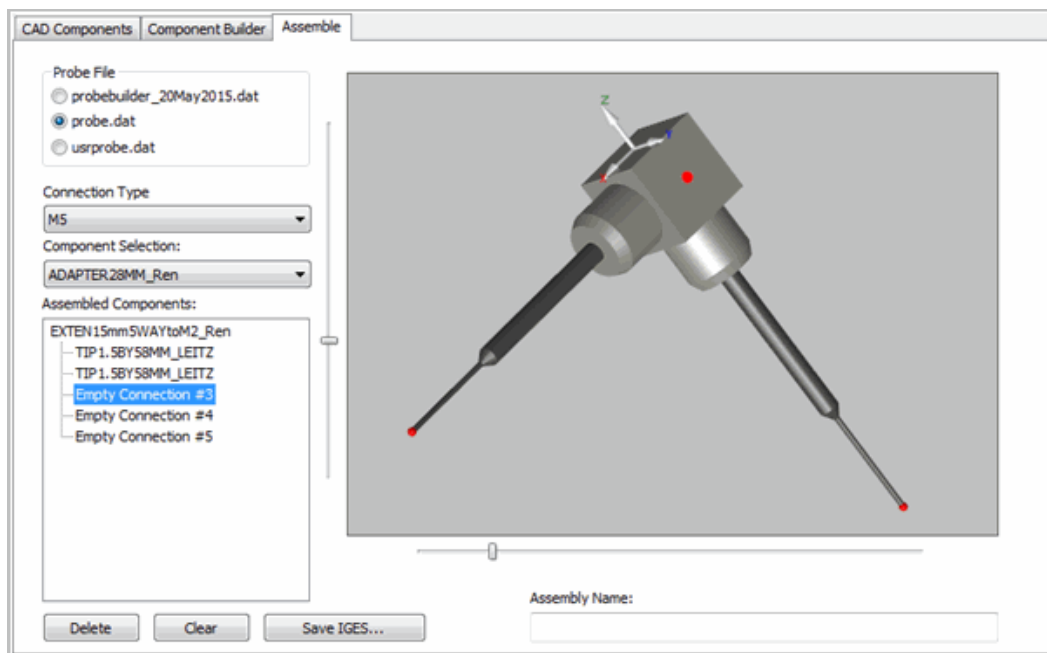 CAD Components Component Builder Assemble
Probe File
probebuilder_20May2015.dat
probe.dat
usrprobe.dat
Connection Type
M5
Component Selection:
ADAPTER28MM_Ren
Assembled Components:
EXTEN15mm5WAYtoM2_Ren
TIP1.5BY58MM_LEITZ
TIP1.5BY58MM_LEITZ
Empty Connection #3
Empty Connection #4
Empty Connection #5
Z
Y
Assembly Name:
Delete Clear Save IGES...